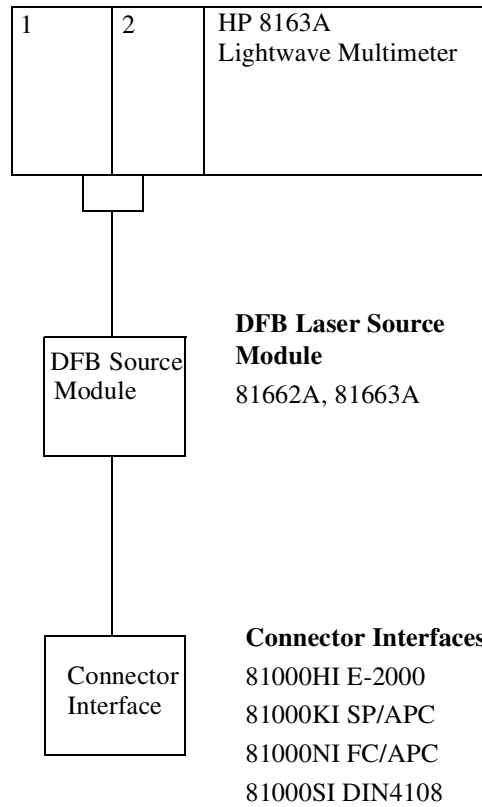 1
2
HP 8163A
Lightwave Multimeter
DFB Source
Module
DFB Laser Source
Module
81662A, 81663A
Connector
Interface
Connector Interfaces
81000HI E-2000
81000KI SP/APC
81000NI FC/APC
81000SI DIN4108